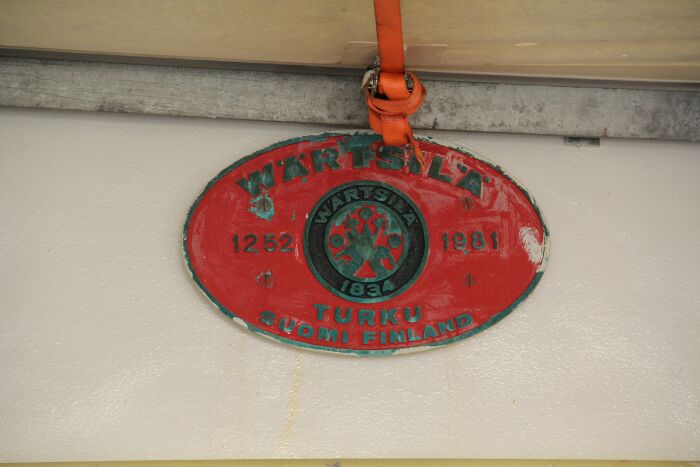 WÄRTSILÄ
WÄRTSILÄ
1252 1981
1834
TURKU
SUOMI FINLAND